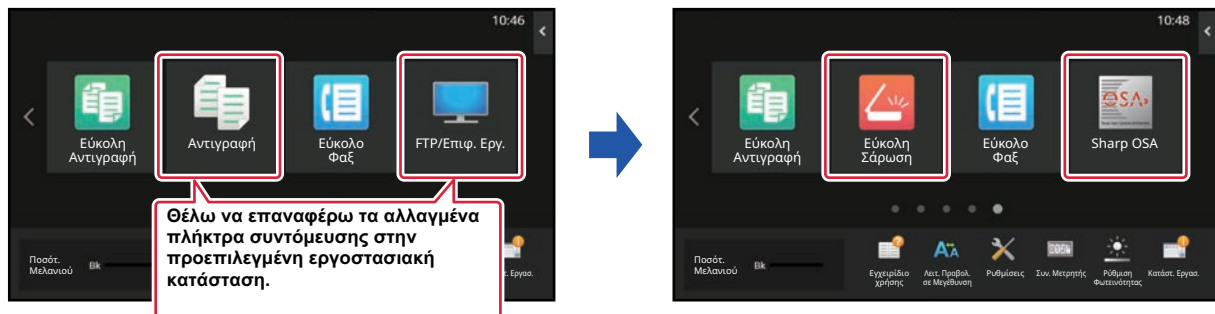 10:46
Εύκολη
Αντιγραφή
Αντιγραφή
Εύκολο
Φαξ
FTP/Επιφ. Εργ.
Θέλω να επαναφέρω τα αλλαγμένα
πλήκτρα συντόμευσης στην
προεπιλεγμένη εργοστασιακή
κατάσταση.
Ποσότ.
Μελανιού
Bk
τ. Εργασ.
10:48
Εύκολη
Αντιγραφή
Εύκολη
Σάρωση
Εύκολο
Φαξ
OSA
Sharp OSA
Ποσότ.
Μελανιού
Bk
Εγχειρίδιο
χρήσης
Λειτ. Προβολ.
σε Μεγέθυνση
Ρυθμίσεις
Συν. Μετρητής
Ρύθμιση
Φωτεινότητας
Κατάστ. Εργασ.